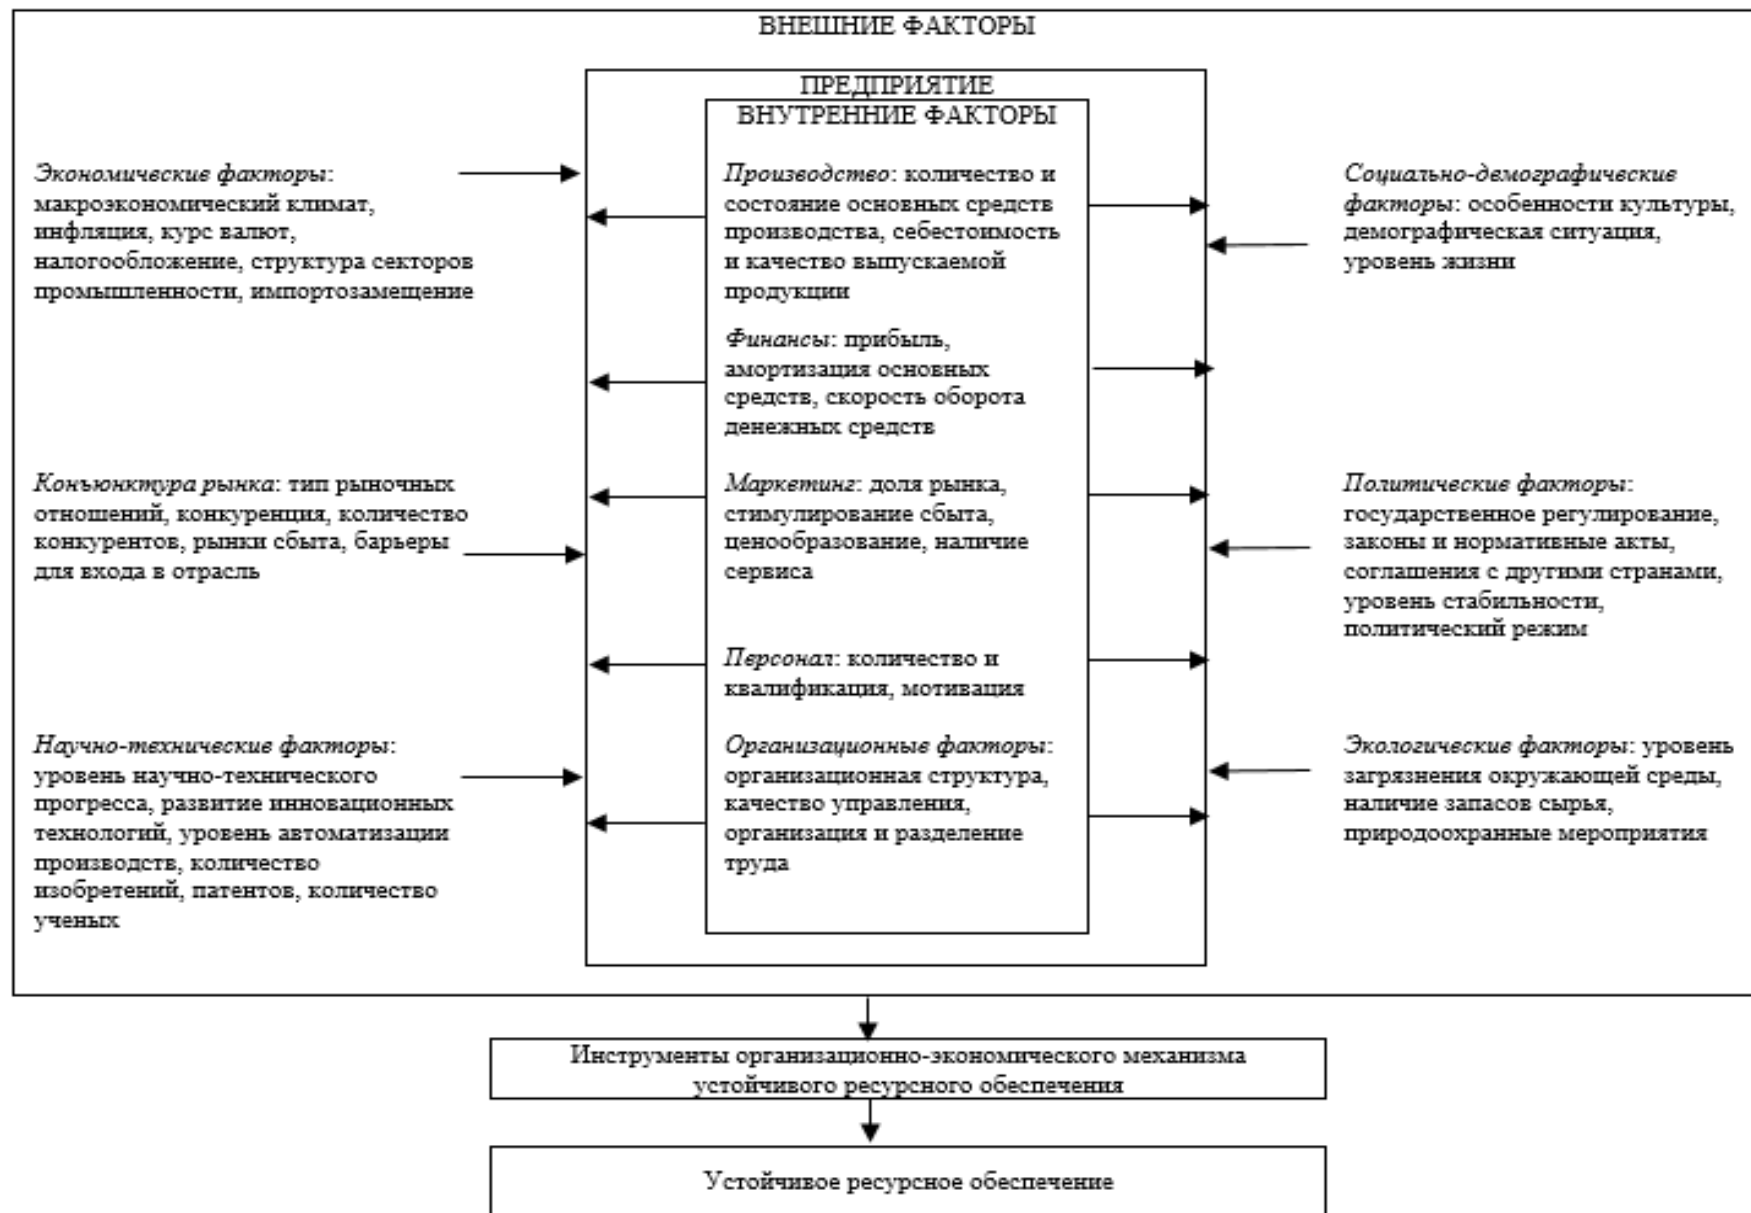 ВНЕШНИЕ ФАКТОРЫ
ПРЕДПРИЯТИЕ
ВНУТРЕННИЕ ФАКТОРЫ
Экономические факторы:
макроэкономический климат,
инфляция, курс валют,
налогообложение, структура секторов
промышленности, импортозамещение
Конъюнктура рынка: тип рыночных
отношений, конкуренция, количество
конкурентов, рынки сбыта, барьеры
для входа в отрасль
Научно-технические факторы:
уровень научно-технического
прогресса, развитие инновационных
технологий, уровень автоматизации
производств, количество
изобретений, патентов, количество
ученых
Производство: количество и
состояние основных средств
производства, себестоимость
и качество выпускаемой
продукции
Финансы: прибыль,
амортизация основных
средств, скорость оборота
денежных средств
Маркетинг: доля рынка,
стимулирование сбыта,
ценообразование, наличие
сервиса
Персонал: количество и
квалификация, мотивация
Организационные факторы:
организационная структура,
качество управления,
организация и разделение
труда
Социально-демографические
факторы: особенности культуры,
демографическая ситуация,
уровень жизни
Политические факторы:
государственное регулирование,
законы и нормативные акты,
соглашения с другими странами,
уровень стабильности,
политический режим
Экологические факторы: уровень
загрязнения окружающей среды,
наличие запасов сырья,
природоохранные мероприятия
Инструменты организационно-экономического механизма
устойчивого ресурсного обеспечения
Устойчивое ресурсное обеспечение